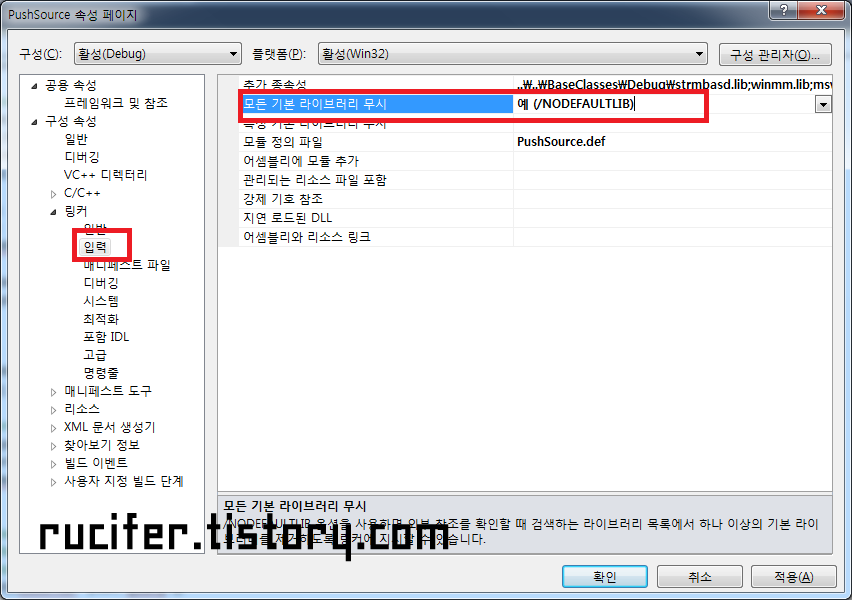 PushSource 속성 페이지
구성(C): 활성(Debug) 플랫폼(P): 활성(Win32) 구성 관리자(O)...
공용 속성
프레임워크 및 참조
구성 속성
일반
디버깅
VC++ 디렉터리
C/C++
링커
일반
입력
매니페스트 파일
디버깅
시스템
최적화
포함 IDL
고급
명령줄
매니페스트 도구
리소스
XML 문서 생성기
찾아보기 정보
빌드 이벤트
사용자 지정 빌드 단계
추가 종속성 ..\..\BaseClasses\Debug\strmbasd.lib;winmm.lib;msv
모든 기본 라이브러리 무시 예 (/NODEFAULTLIB)
특정 기본 라이브러리 무시
모듈 정의 파일 PushSource.def
어셈블리에 모듈 추가
관리되는 리소스 파일 포함
강제 기호 참조
지연 로드된 DLL
어셈블리와 리소스 링크
모든 기본 라이브러리 무시
/NODEFAULTLIB 옵션을 사용하면 외부 참조를 확인할 때 검색하는 라이브러리 목록에서 하나 이상의 기본 라이
브러리를 제거하도록 링커에 지시할 수 있습니다.
rucifer.tistory.com
확인 취소 적용(A)